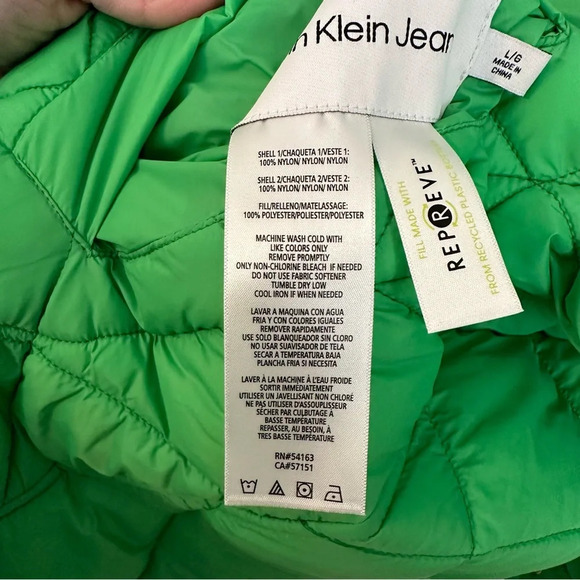 Klein Jean
L/G
MADE IN
CHINA
SHELL 1/CHAQUETA 1/VESTE 1:
100% NYLON/ NYLON/ NYLON
SHELL 2/CHAQUETA 2/VESTE 2:
100% NYLON/ NYLON/ NYLON
FILL/RELLENO/MATELASSAGE:
100% POLYESTER/POLIESTER/POLYESTER
MACHINE WASH COLD WITH
LIKE COLORS ONLY
REMOVE PROMPTLY
ONLY NON-CHLORINE BLEACH IF NEEDED
DO NOT USE FABRIC SOFTENER
TUMBLE DRY LOW
COOL IRON IF WHEN NEEDED
LAVAR A MAQUINA CON AGUA
FRIA Y CON COLORES IGUALES
REMOVER RAPIDAMENTE
USE SOLO BLANQUEADOR SIN CLORO
NO USAR SUAVISADOR DE TELA
SECAR A TEMPERATURA BAJA
PLANCHA FRIA SI NECESITA
LAVER À LA MACHINE À L'EAU FROIDE
SORTIR IMMÉDIATEMENT
UTILISER UN JAVELLISANT NON CHLORÉ
NE PAS UTILISER D'ASSOUPLISSEUR
SÉCHER PAR CULBUTAGE À
BASSE TEMPÉRATURE
REPASSER, AU BESOIN, À
TRES BASSE TEMPÉRATURE
RN#54163
CA#57151
FILL MADE WITH
REPREVE™
FROM RECYCLED PLASTIC